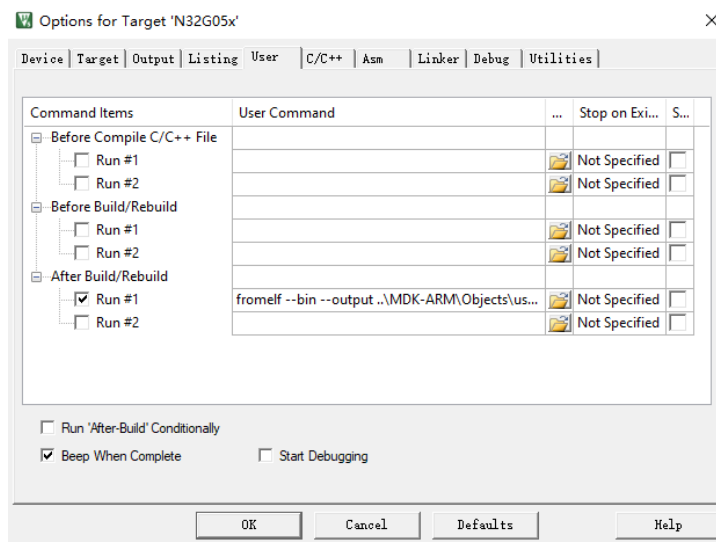 Options for Target 'N32G05x'
Device Target Output Listing User C/C++ Asm Linker Debug Utilities
Command Items User Command ... Stop on Exi... S...
Before Compile C/C++ File
Run #1 Not Specified
Run #2 Not Specified
Before Build/Rebuild
Run #1 Not Specified
Run #2 Not Specified
After Build/Rebuild
Run #1 fromelf --bin --output ..\MDK-ARM\Objects\us... Not Specified
Run #2 Not Specified
Run 'After-Build' Conditionally
Beep When Complete Start Debugging
OK Cancel Defaults Help